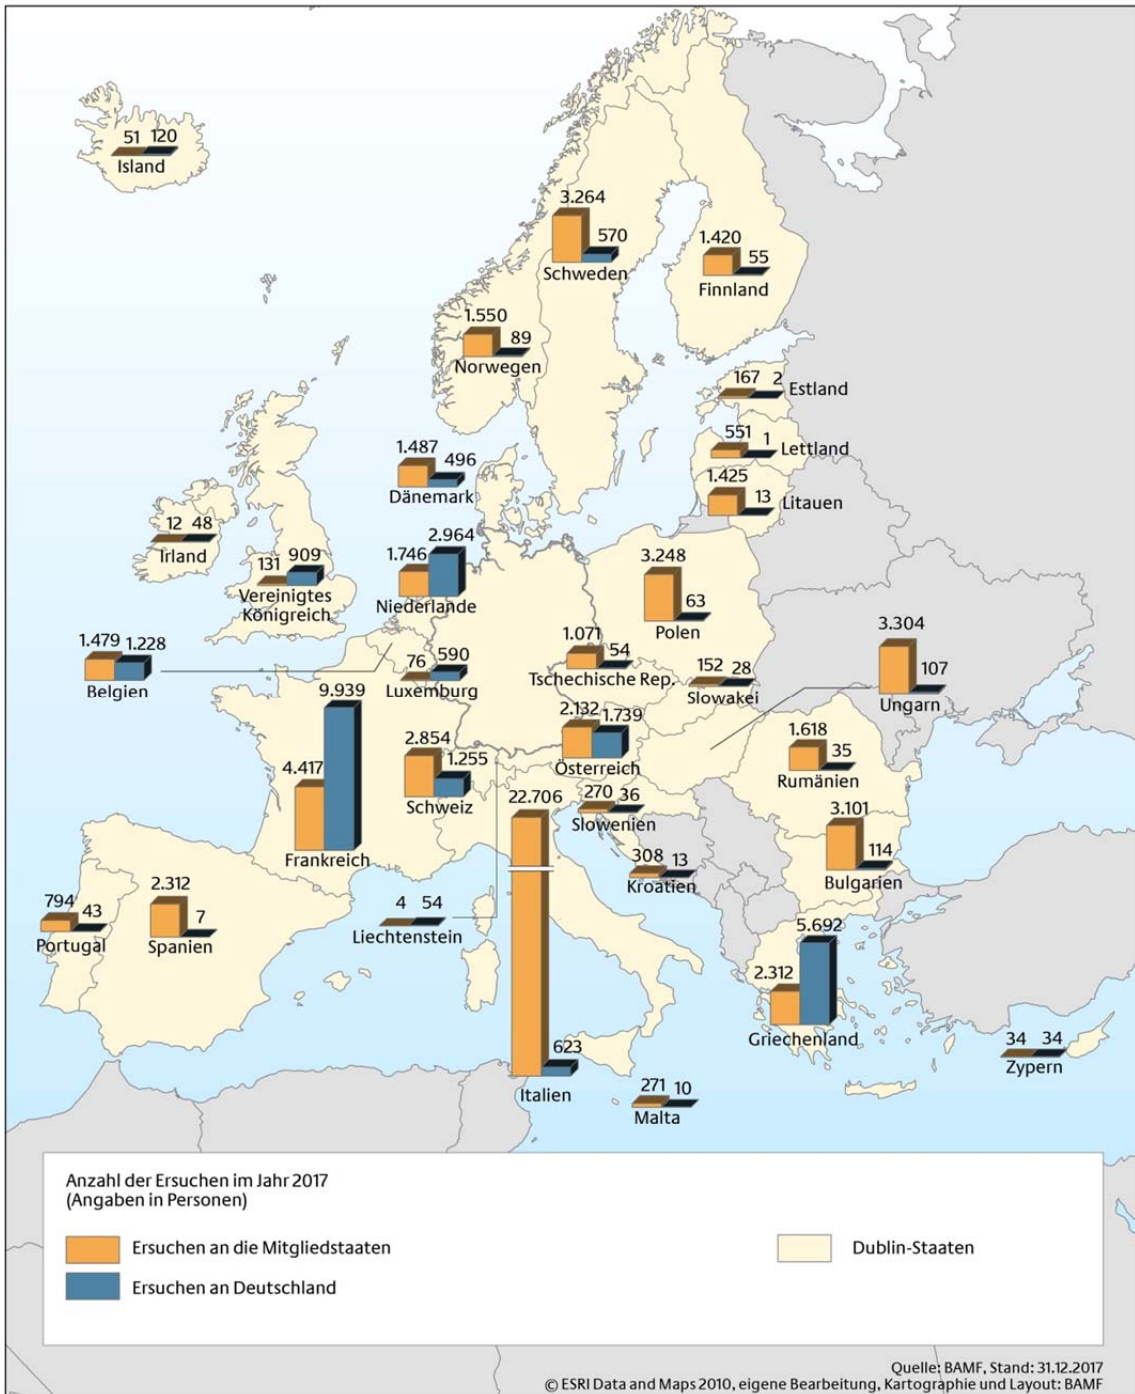 51 120
Island
3.264
570
Schweden
1.420
55
Finnland
1.550
89
Norwegen
167 2
Estland
551
1
Lettland
1.425
13
Litauen
1.487
496
Dänemark
12 48
Irland
131 909
Vereinigtes
Königreich
2.964
1.746
Niederlande
3.248
63
Polen
1.479 1.228
Belgien
76 590
Luxemburg
1.071
54
Tschechische Rep.
152 28
Slowakei
3.304
107
Ungarn
9.939
4.417
Frankreich
2.854
1.255
Schweiz
2.132
1.739
Österreich
1.618
35
Rumänien
22.706
623
Italien
270 36
Slowenien
308 13
Kroatien
3.101
114
Bulgarien
794
43
Portugal
2.312
7
Spanien
4 54
Liechtenstein
5.692
2.312
Griechenland
34 34
Zypern
271 10
Malta
Anzahl der Ersuchen im Jahr 2017
(Angaben in Personen)
Ersuchen an die Mitgliedstaaten
Ersuchen an Deutschland
Dublin-Staaten
Quelle: BAMF, Stand: 31.12.2017
© ESRI Data and Maps 2010, eigene Bearbeitung, Kartographie und Layout: BAMF